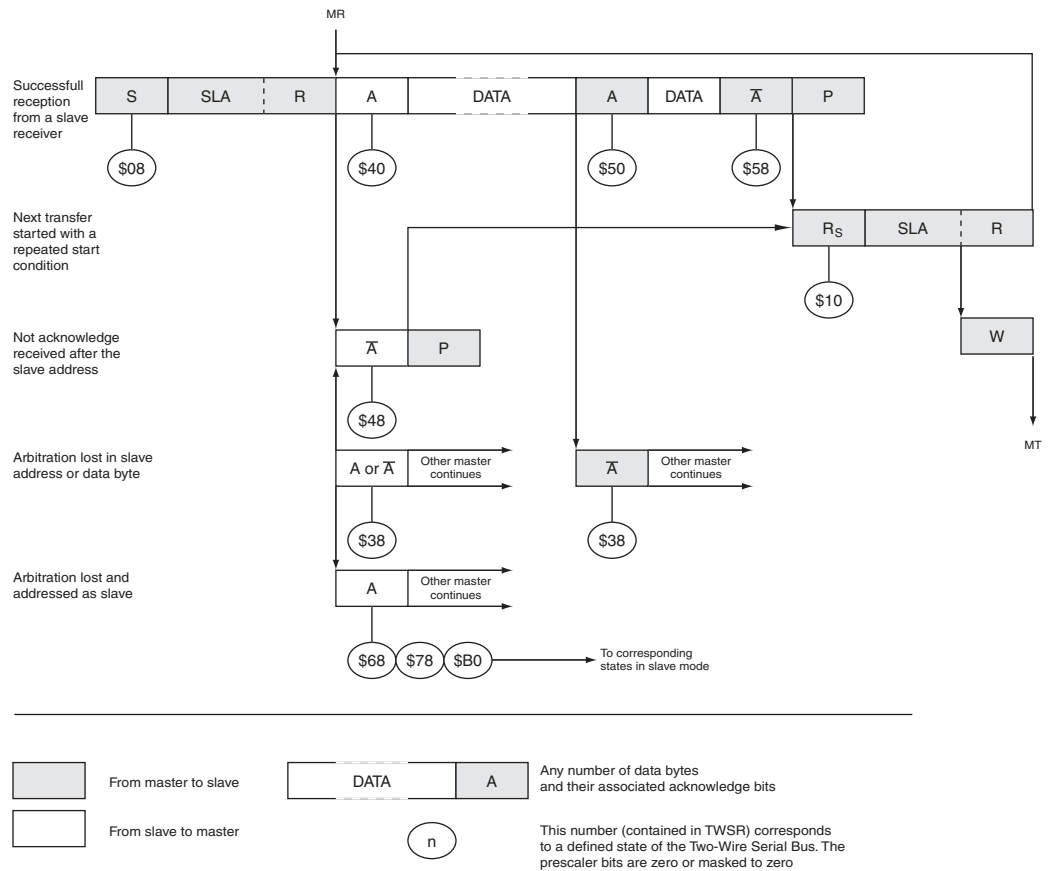 MR
Successfull
reception
from a slave
receiver
S SLA R A DATA A DATA A̅ P
$08 $40 $50 $58
Next transfer
started with a
repeated start
condition
RS SLA R
$10
Not acknowledge
received after the
slave address
A̅ P
W
$48
MT
Arbitration lost in slave
address or data byte
A or A̅ Other master
continues
A̅ Other master
continues
$38 $38
Arbitration lost and
addressed as slave
A Other master
continues
$68 $78 $B0 To corresponding
states in slave mode
From master to slave
DATA A Any number of data bytes
and their associated acknowledge bits
From slave to master
n This number (contained in TWSR) corresponds
to a defined state of the Two-Wire Serial Bus. The
prescaler bits are zero or masked to zero